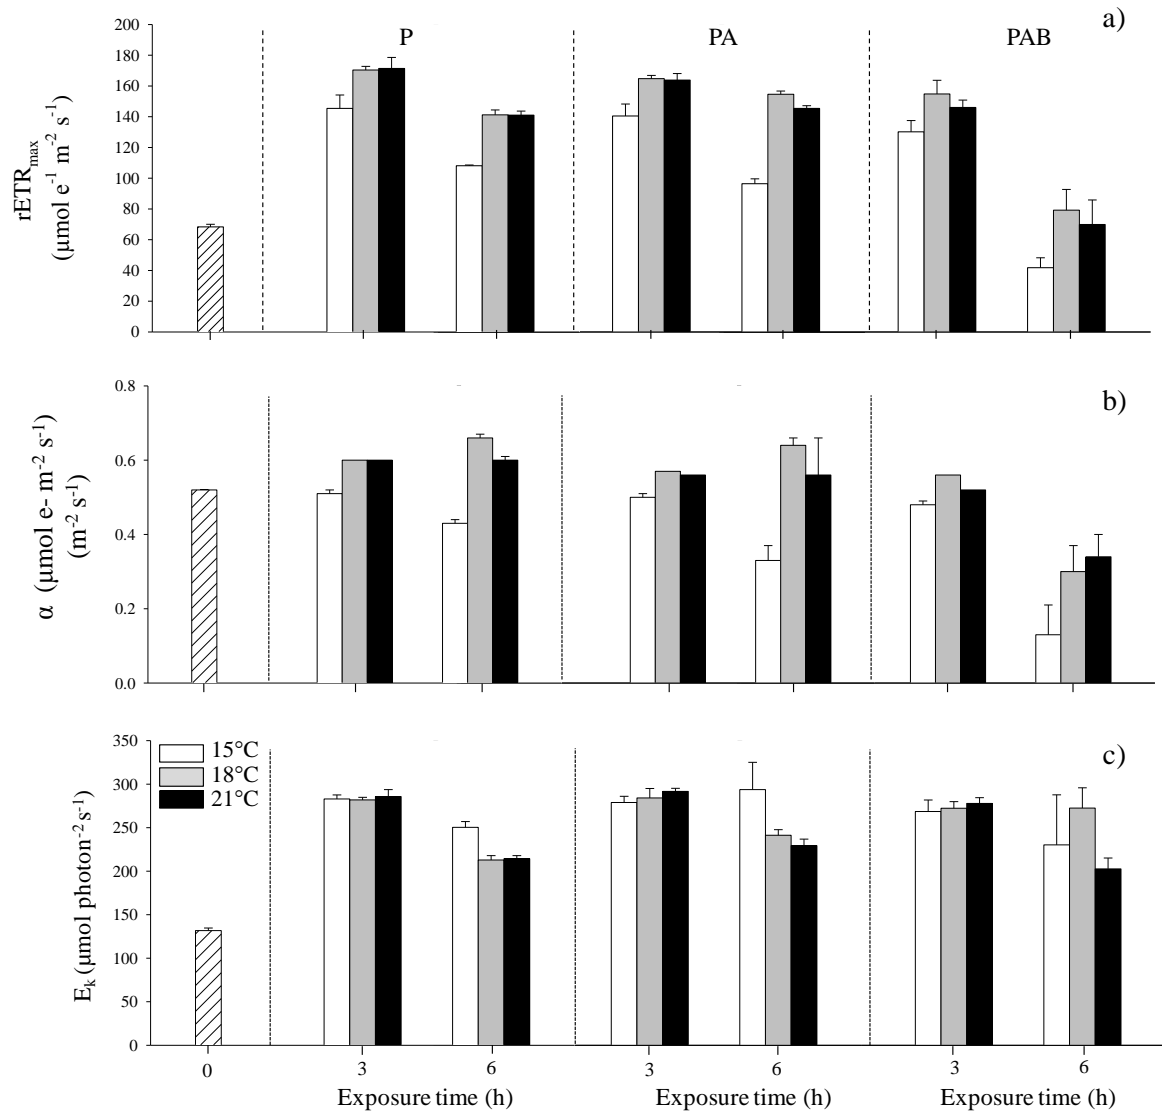 a)
P PA PAB
rETRmax
(µmol e-1 m-2 s-1)
200
180
160
140
120
100
80
60
40
20
0
b)
α (µmol e- m-2 s-1)
(m-2 s-1)
0.8
0.6
0.4
0.2
0.0
c)
15°C
18°C
21°C
Ek (µmol photon-2 s-1)
350
300
250
200
150
100
50
0
0 3 6 3 6 3 6
Exposure time (h) Exposure time (h) Exposure time (h)